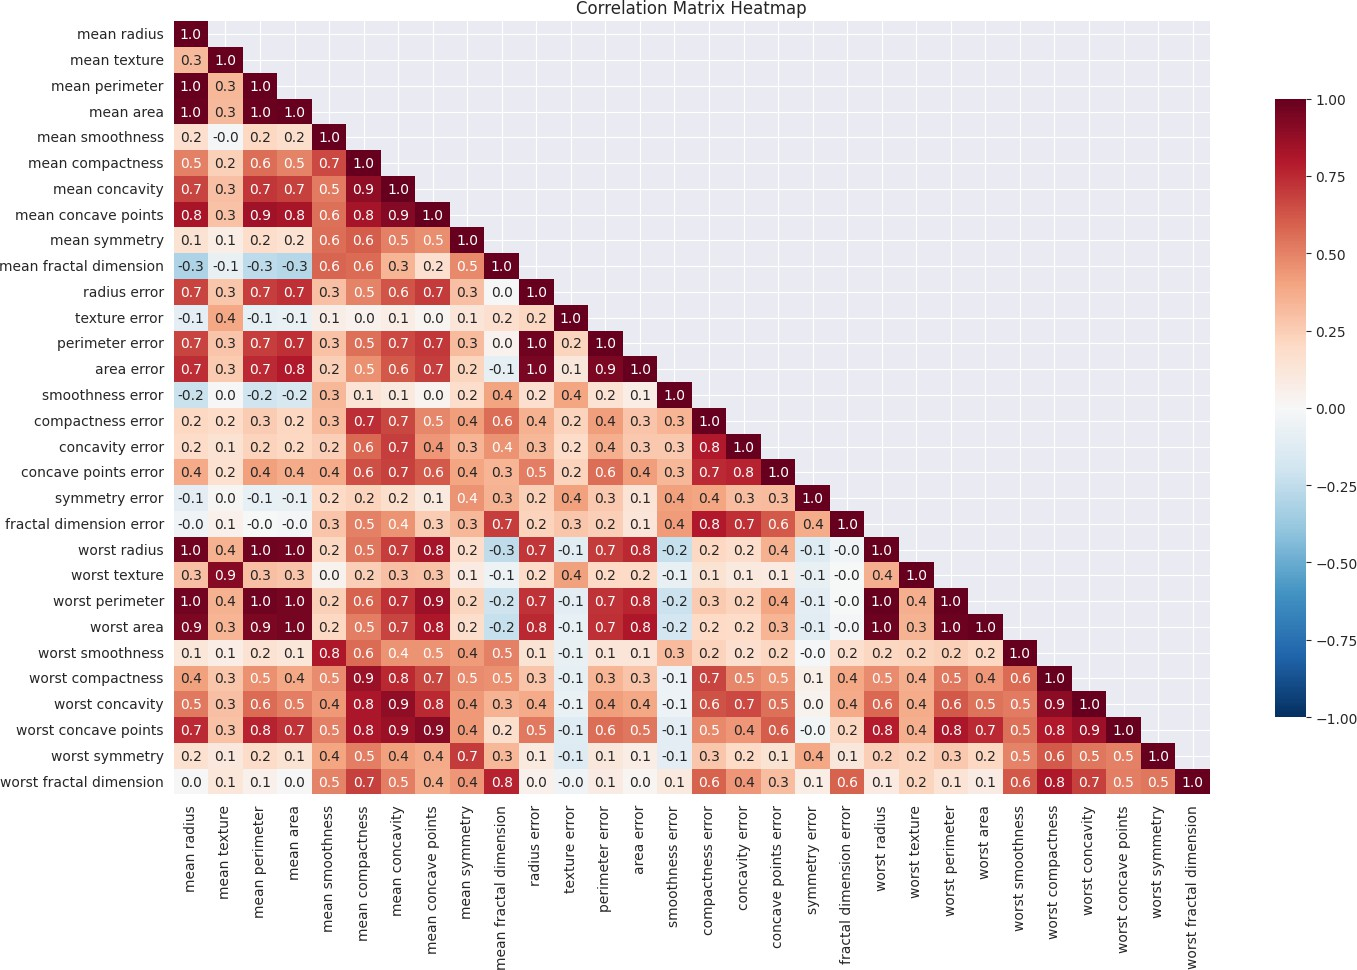 Correlation Matrix Heatmap
mean radius 1.0
mean texture 0.3 1.0
mean perimeter 1.0 0.3 1.0
mean area 1.0 0.3 1.0 1.0
mean smoothness 0.2 -0.0 0.2 0.2 1.0
mean compactness 0.5 0.2 0.6 0.5 0.7 1.0
mean concavity 0.7 0.3 0.7 0.7 0.5 0.9 1.0
mean concave points 0.8 0.3 0.9 0.8 0.6 0.8 0.9 1.0
mean symmetry 0.1 0.1 0.2 0.2 0.6 0.6 0.5 0.5 1.0
mean fractal dimension -0.3 -0.1 -0.3 -0.3 0.6 0.6 0.3 0.2 0.5 1.0
radius error 0.7 0.3 0.7 0.7 0.3 0.5 0.6 0.7 0.3 0.0 1.0
texture error -0.1 0.4 -0.1 -0.1 0.1 0.0 0.1 0.0 0.1 0.2 0.2 1.0
perimeter error 0.7 0.3 0.7 0.7 0.3 0.5 0.7 0.7 0.3 0.0 1.0 0.2 1.0
area error 0.7 0.3 0.7 0.8 0.2 0.5 0.6 0.7 0.2 -0.1 1.0 0.1 0.9 1.0
smoothness error -0.2 0.0 -0.2 -0.2 0.3 0.1 0.1 0.0 0.2 0.4 0.2 0.4 0.2 0.1 1.0
compactness error 0.2 0.2 0.3 0.2 0.3 0.7 0.7 0.5 0.4 0.6 0.4 0.2 0.4 0.3 0.3 1.0
concavity error 0.2 0.1 0.2 0.2 0.2 0.6 0.7 0.4 0.3 0.4 0.3 0.2 0.4 0.3 0.3 0.8 1.0
concave points error 0.4 0.2 0.4 0.4 0.4 0.6 0.7 0.6 0.4 0.3 0.5 0.2 0.6 0.4 0.3 0.7 0.8 1.0
symmetry error -0.1 0.0 -0.1 -0.1 0.2 0.2 0.2 0.1 0.4 0.3 0.2 0.4 0.3 0.1 0.4 0.4 0.3 0.3 1.0
fractal dimension error -0.0 0.1 -0.0 -0.0 0.3 0.5 0.4 0.3 0.3 0.7 0.2 0.3 0.2 0.1 0.4 0.8 0.7 0.6 0.4 1.0
worst radius 1.0 0.4 1.0 1.0 0.2 0.5 0.7 0.8 0.2 -0.3 0.7 -0.1 0.7 0.8 -0.2 0.2 0.2 0.4 -0.1 -0.0 1.0
worst texture 0.3 0.9 0.3 0.3 0.0 0.2 0.3 0.3 0.1 -0.1 0.2 0.4 0.2 0.2 -0.1 0.1 0.1 0.1 -0.1 -0.0 0.4 1.0
worst perimeter 1.0 0.4 1.0 1.0 0.2 0.6 0.7 0.9 0.2 -0.2 0.7 -0.1 0.7 0.8 -0.2 0.3 0.2 0.4 -0.1 -0.0 1.0 0.4 1.0
worst area 0.9 0.3 0.9 1.0 0.2 0.5 0.7 0.8 0.2 -0.2 0.8 -0.1 0.7 0.8 -0.2 0.2 0.2 0.3 -0.1 -0.0 1.0 0.3 1.0 1.0
worst smoothness 0.1 0.1 0.2 0.1 0.8 0.6 0.4 0.5 0.4 0.5 0.1 -0.1 0.1 0.1 0.3 0.2 0.2 0.2 -0.0 0.2 0.2 0.2 0.2 0.2 1.0
worst compactness 0.4 0.3 0.5 0.4 0.5 0.9 0.8 0.7 0.5 0.5 0.3 -0.1 0.3 0.3 -0.1 0.7 0.5 0.5 0.1 0.4 0.5 0.4 0.5 0.4 0.6 1.0
worst concavity 0.5 0.3 0.6 0.5 0.4 0.8 0.9 0.8 0.4 0.3 0.4 -0.1 0.4 0.4 -0.1 0.6 0.7 0.5 0.0 0.4 0.6 0.4 0.6 0.5 0.5 0.9 1.0
worst concave points 0.7 0.3 0.8 0.7 0.5 0.8 0.9 0.9 0.4 0.2 0.5 -0.1 0.6 0.5 -0.1 0.5 0.4 0.6 -0.0 0.2 0.8 0.4 0.8 0.7 0.5 0.8 0.9 1.0
worst symmetry 0.2 0.1 0.2 0.1 0.4 0.5 0.4 0.4 0.7 0.3 0.1 -0.1 0.1 0.1 -0.1 0.3 0.2 0.1 0.4 0.1 0.2 0.2 0.3 0.2 0.5 0.6 0.5 0.5 1.0
worst fractal dimension 0.0 0.1 0.1 0.0 0.5 0.7 0.5 0.4 0.4 0.8 0.0 -0.0 0.1 0.0 0.1 0.6 0.4 0.3 0.1 0.6 0.1 0.2 0.1 0.1 0.6 0.8 0.7 0.5 0.5 1.0
mean radius
mean texture
mean perimeter
mean area
mean smoothness
mean compactness
mean concavity
mean concave points
mean symmetry
mean fractal dimension
radius error
texture error
perimeter error
area error
smoothness error
compactness error
concavity error
concave points error
symmetry error
fractal dimension error
worst radius
worst texture
worst perimeter
worst area
worst smoothness
worst compactness
worst concavity
worst concave points
worst symmetry
worst fractal dimension
1.00
0.75
0.50
0.25
0.00
−0.25
−0.50
−0.75
−1.00